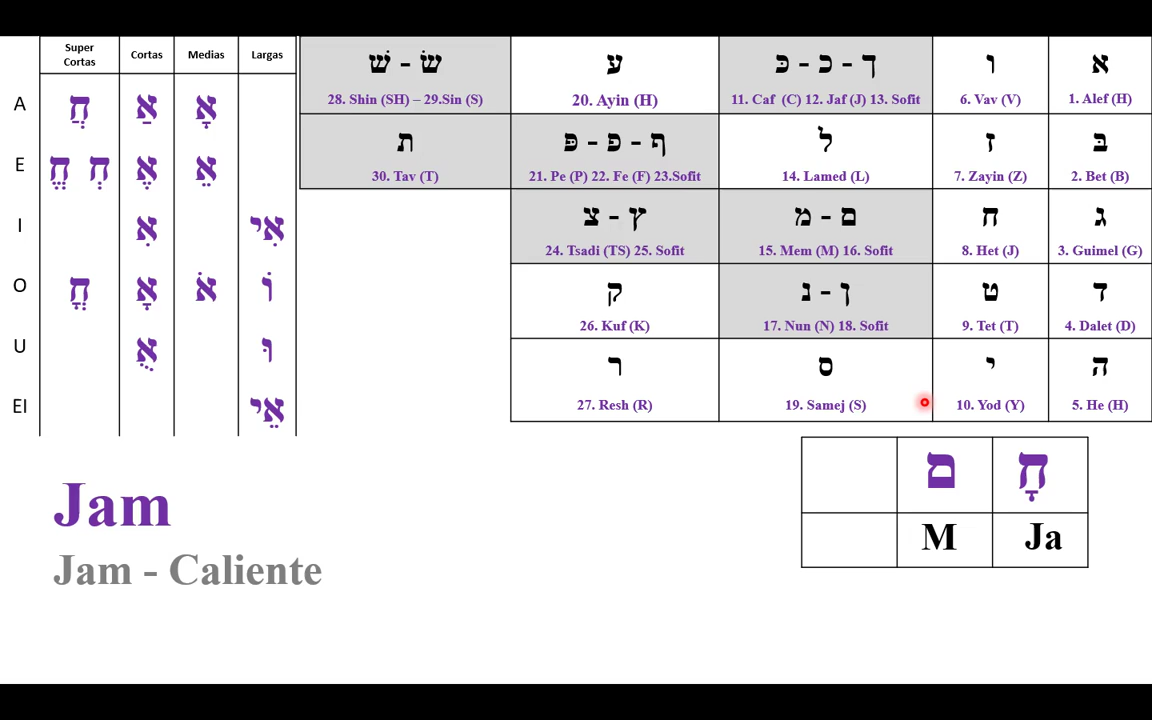 Super Cortas Cortas Medias Largas
A חֲ אַ אָ
E חֱ חְ אֶ אֵ
I אִ אִי
O חֳ אָ אֹ וֹ
U אֻ וּ
EI אֵי
שׁ - שׂ
28. Shin (SH) – 29.Sin (S)
ע
20. Ayin (H)
כּ - כ - ך
11. Caf (C) 12. Jaf (J) 13. Sofit
ו
6. Vav (V)
א
1. Alef (H)
ת
30. Tav (T)
פּ - פ - ף
21. Pe (P) 22. Fe (F) 23.Sofit
ל
14. Lamed (L)
ז
7. Zayin (Z)
בּ
2. Bet (B)
צ - ץ
24. Tsadi (TS) 25. Sofit
מ - ם
15. Mem (M) 16. Sofit
ח
8. Het (J)
ג
3. Guimel (G)
ק
26. Kuf (K)
נ - ן
17. Nun (N) 18. Sofit
ט
9. Tet (T)
ד
4. Dalet (D)
ר
27. Resh (R)
ס
19. Samej (S)
י
10. Yod (Y)
ה
5. He (H)
חָ ם
M Ja
Jam
Jam - Caliente